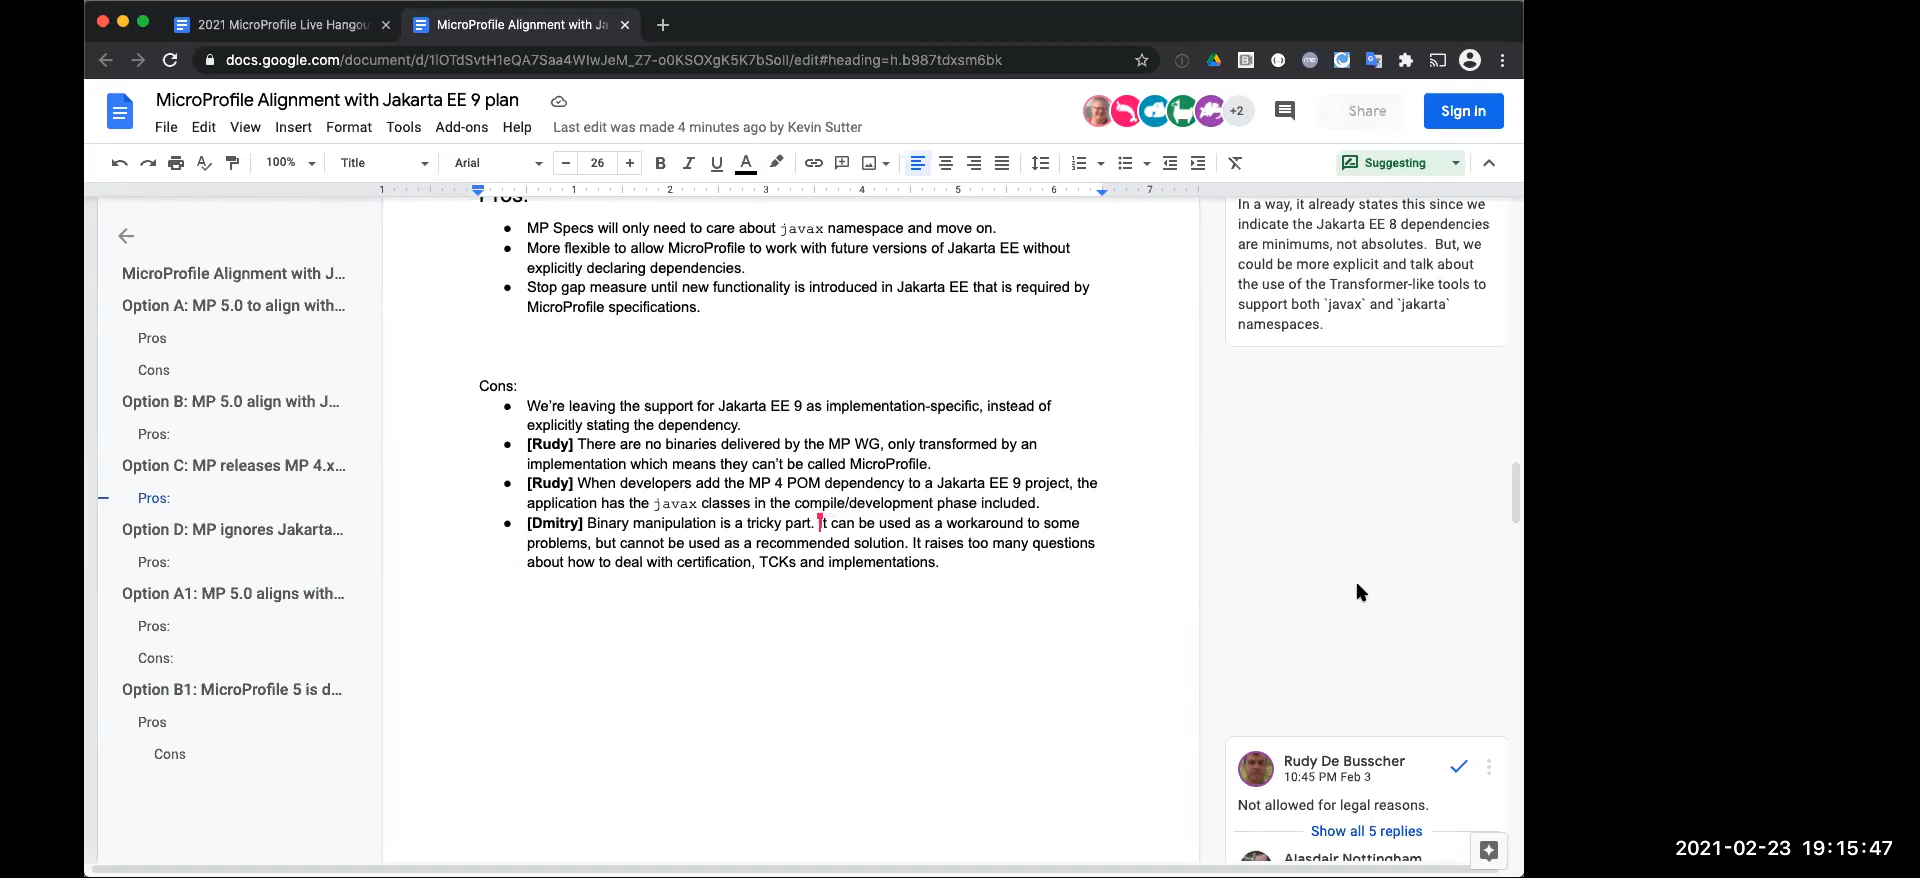 2021 MicroProfile Live Hangou
MicroProfile Alignment with Ja
docs.google.com/document/d/1lOTdSvtH1eQA7Saa4WIwJeM_Z7-o0KSOXgK5K7bSoII/edit#heading=h.b987tdxsm6bk
MicroProfile Alignment with Jakarta EE 9 plan
+2
Share
Sign in
File Edit View Insert Format Tools Add-ons Help Last edit was made 4 minutes ago by Kevin Sutter
100% Title Arial 26 Suggesting
1 1 2 3 4 5 6 7
MicroProfile Alignment with J...
Option A: MP 5.0 to align with...
Pros
Cons
Option B: MP 5.0 align with J...
Pros:
Option C: MP releases MP 4.x...
Pros:
Option D: MP ignores Jakarta...
Pros:
Option A1: MP 5.0 aligns with...
Pros:
Cons:
Option B1: MicroProfile 5 is d...
Pros
Cons
Pros:
● MP Specs will only need to care about javax namespace and move on.
● More flexible to allow MicroProfile to work with future versions of Jakarta EE without
explicitly declaring dependencies.
● Stop gap measure until new functionality is introduced in Jakarta EE that is required by
MicroProfile specifications.
Cons:
● We're leaving the support for Jakarta EE 9 as implementation-specific, instead of
explicitly stating the dependency.
● [Rudy] There are no binaries delivered by the MP WG, only transformed by an
implementation which means they can't be called MicroProfile.
● [Rudy] When developers add the MP 4 POM dependency to a Jakarta EE 9 project, the
application has the javax classes in the compile/development phase included.
● [Dmitry] Binary manipulation is a tricky part. It can be used as a workaround to some
problems, but cannot be used as a recommended solution. It raises too many questions
about how to deal with certification, TCKs and implementations.
In a way, it already states this since we
indicate the Jakarta EE 8 dependencies
are minimums, not absolutes. But, we
could be more explicit and talk about
the use of the Transformer-like tools to
support both `javax` and `jakarta`
namespaces.
Rudy De Busscher
10:45 PM Feb 3
Not allowed for legal reasons.
Show all 5 replies
Alasdair Nottingham
2021-02-23 19:15:47